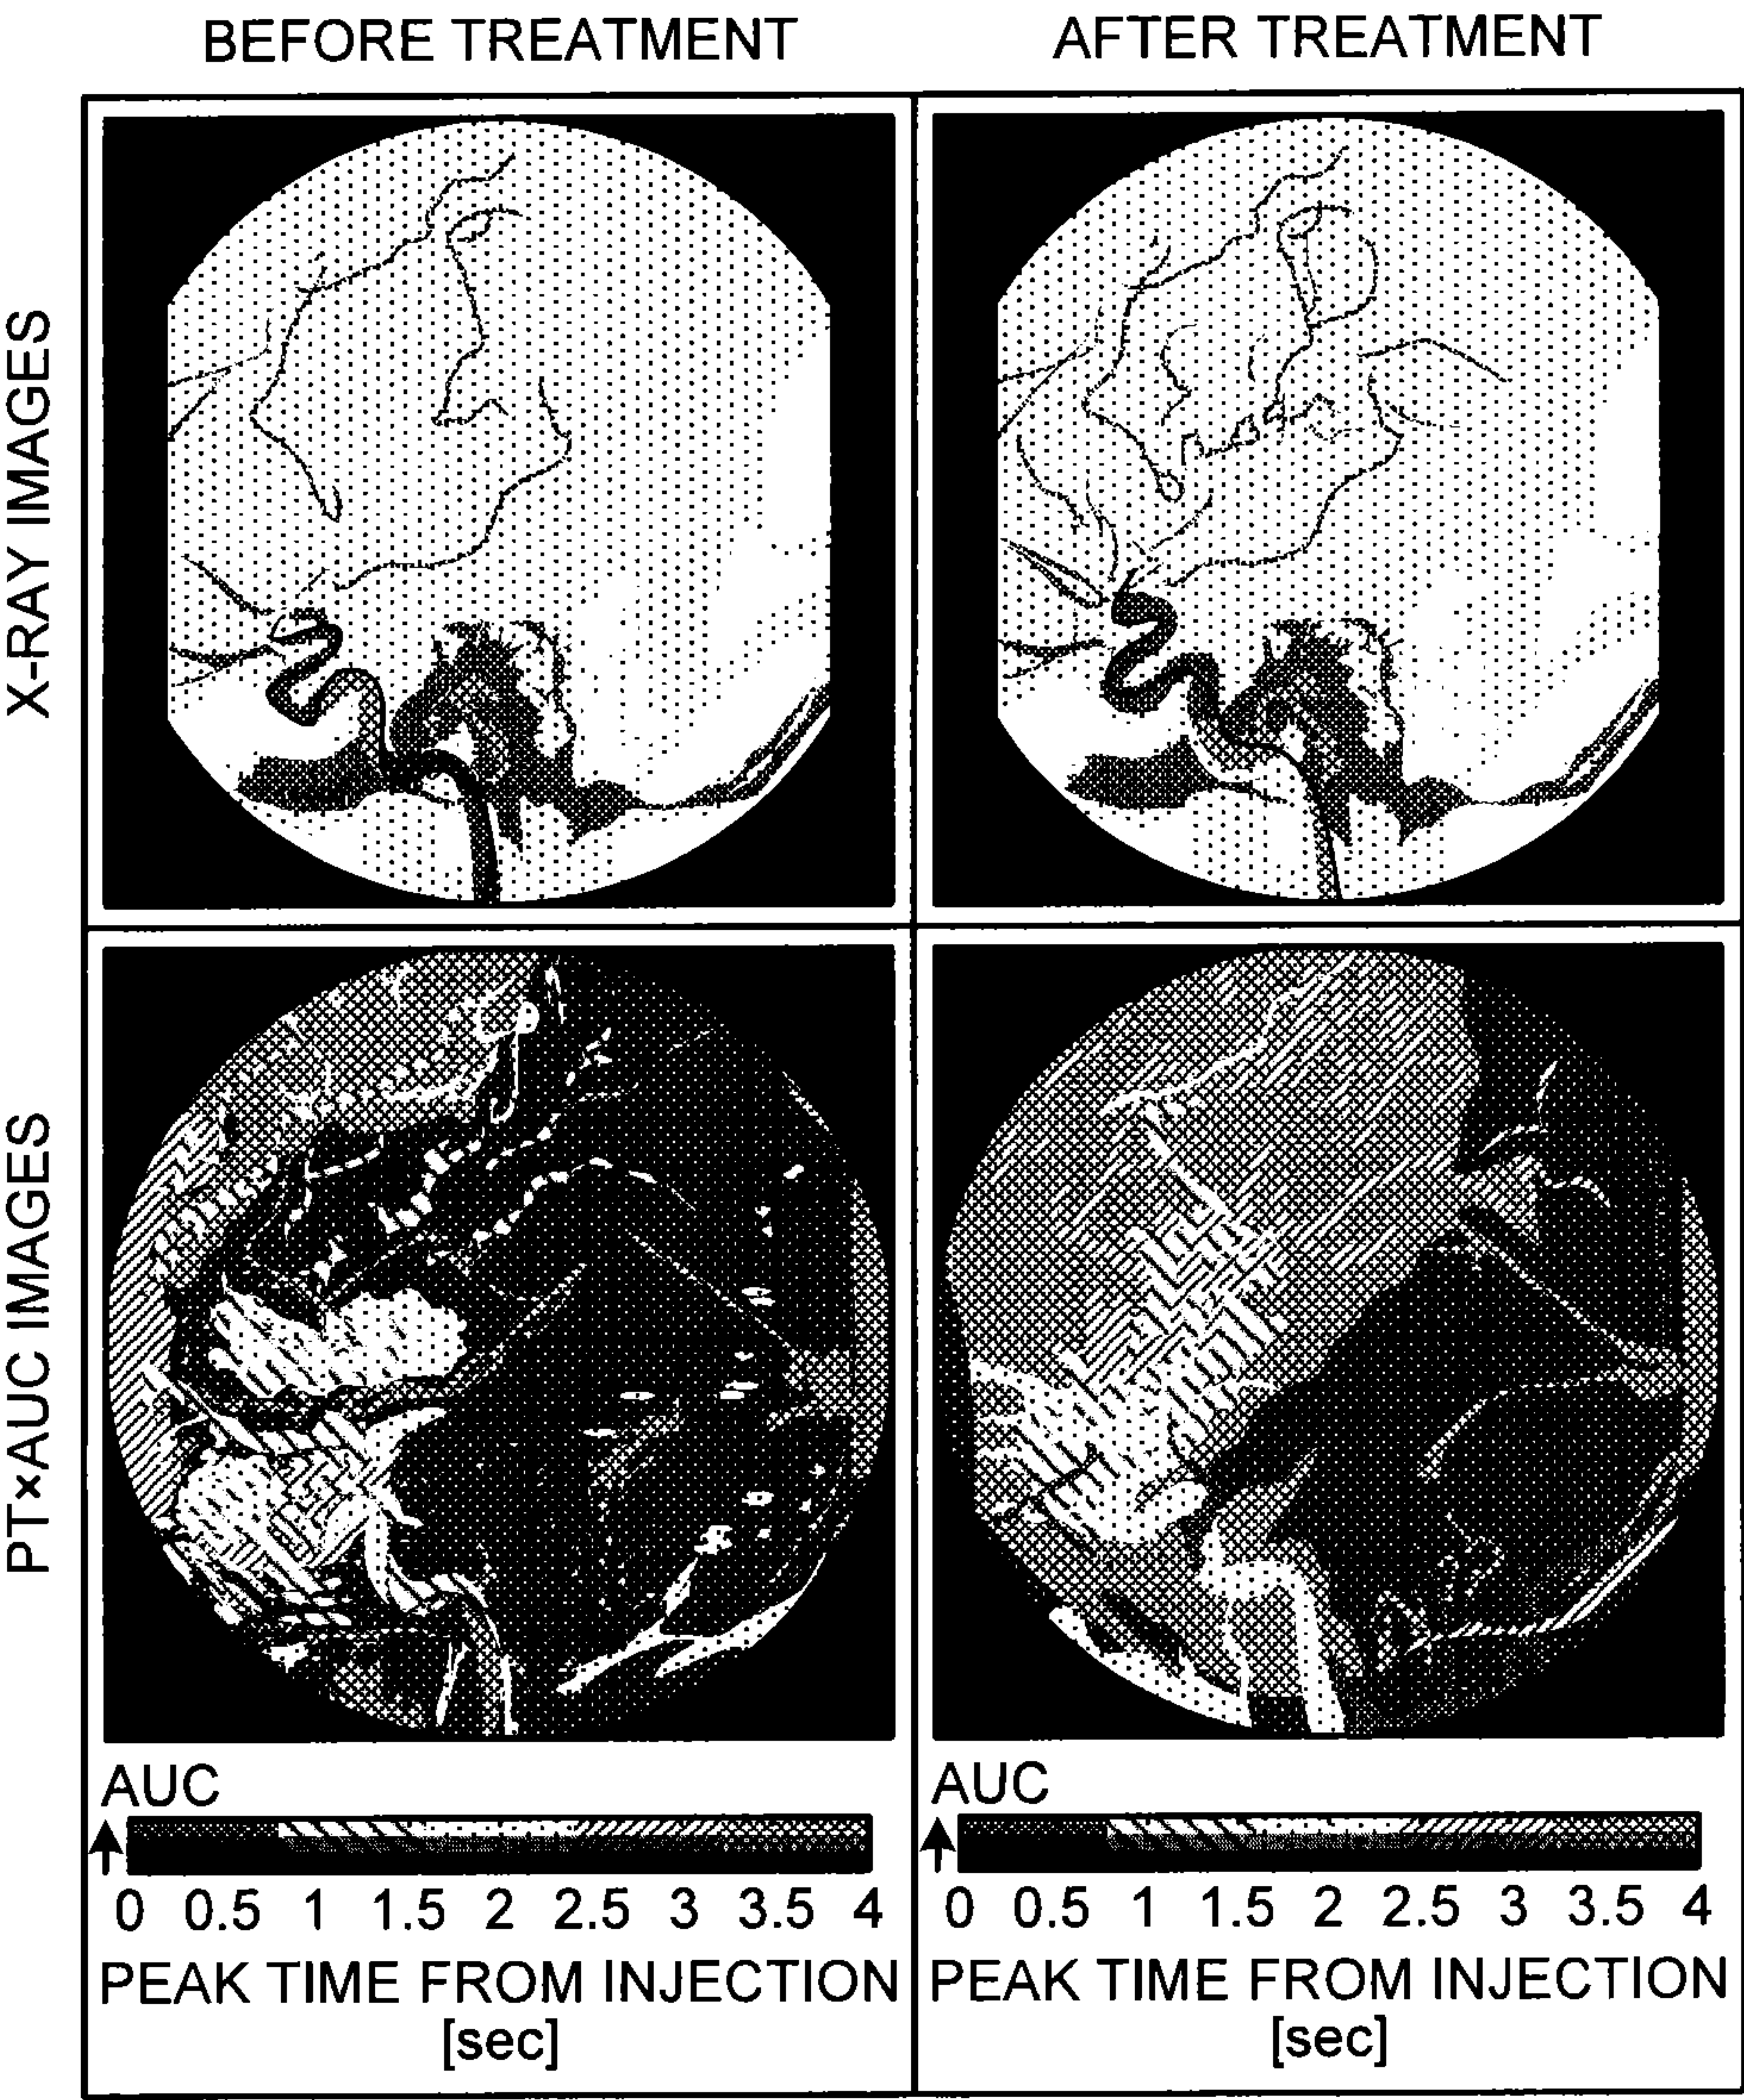 BEFORE TREATMENT
AFTER TREATMENT
X-RAY IMAGES
PT×AUC IMAGES
AUC
0 0.5 1 1.5 2 2.5 3 3.5 4
PEAK TIME FROM INJECTION
[sec]
AUC
0 0.5 1 1.5 2 2.5 3 3.5 4
PEAK TIME FROM INJECTION
[sec]